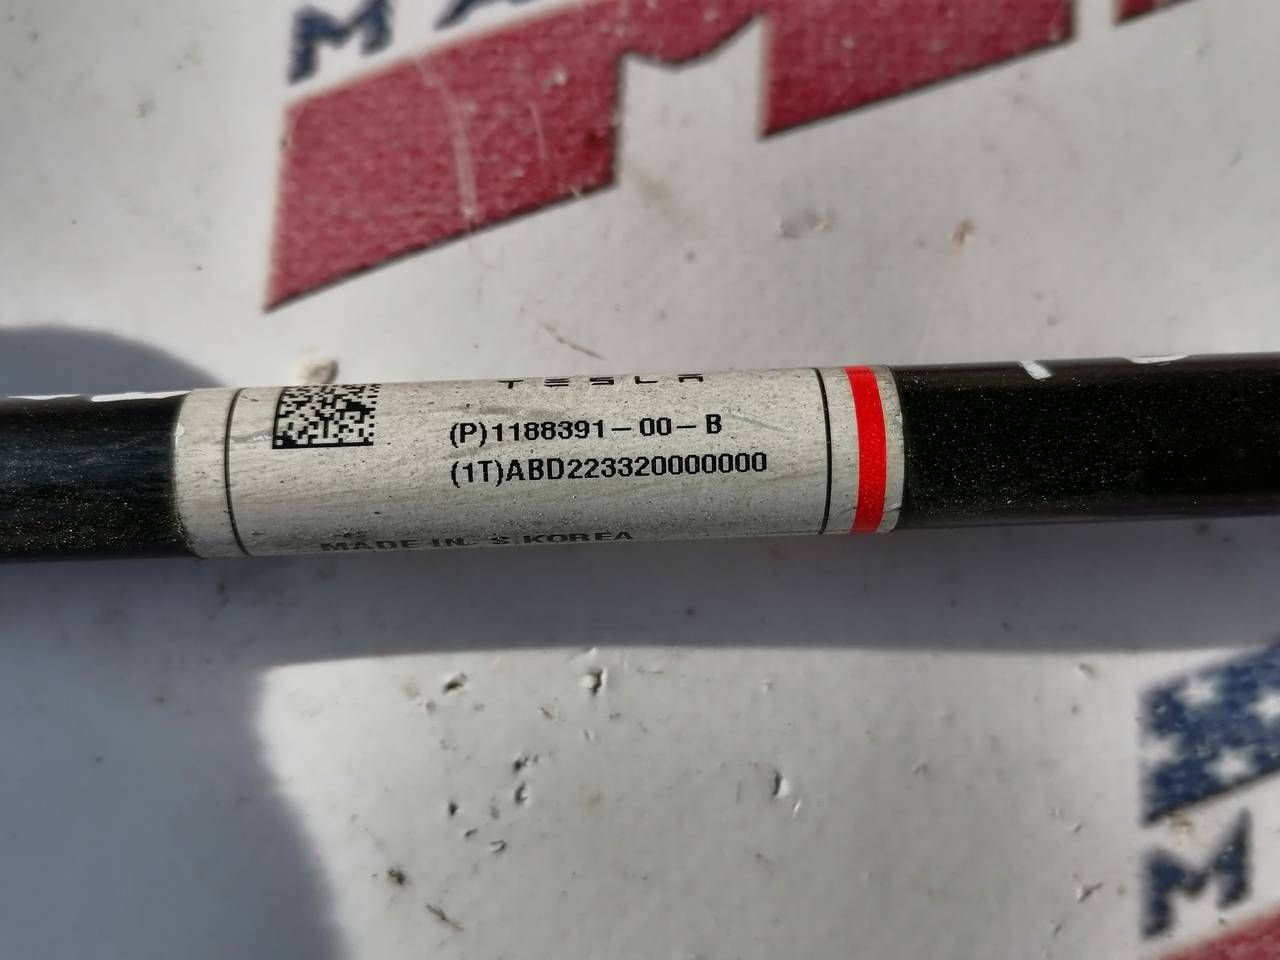 M A
TESLA
(P)1188391-00-B
(1T)ABD223320000000
MADE IN S.KOREA
M